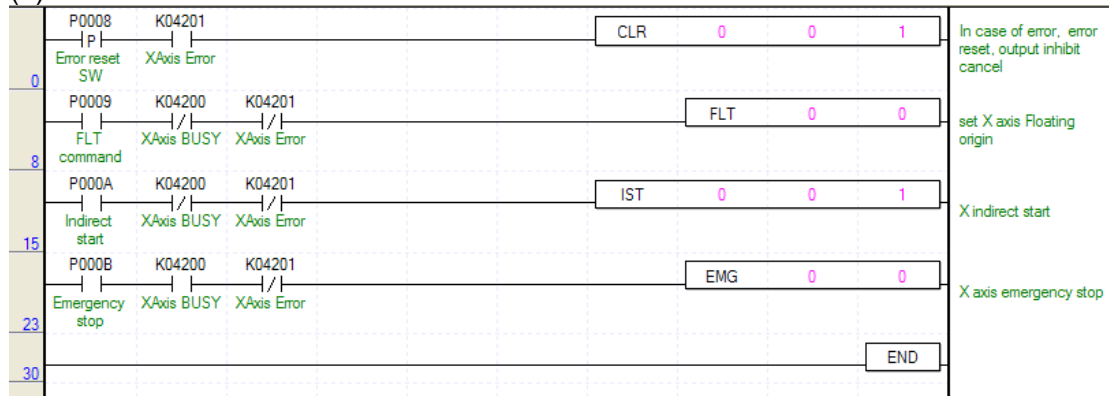 P0008 K04201
P CLR 0 0 1 In case of error, error
Error reset XAxis Error reset, output inhibit
SW cancel
0
P0009 K04200 K04201
FLT 0 0 set X axis Floating
FLT XAxis BUSY XAxis Error origin
command
8
P000A K04200 K04201
IST 0 0 1 X indirect start
Indirect XAxis BUSY XAxis Error
start
15
P000B K04200 K04201
EMG 0 0 X axis emergency stop
Emergency XAxis BUSY XAxis Error
stop
23
END
30